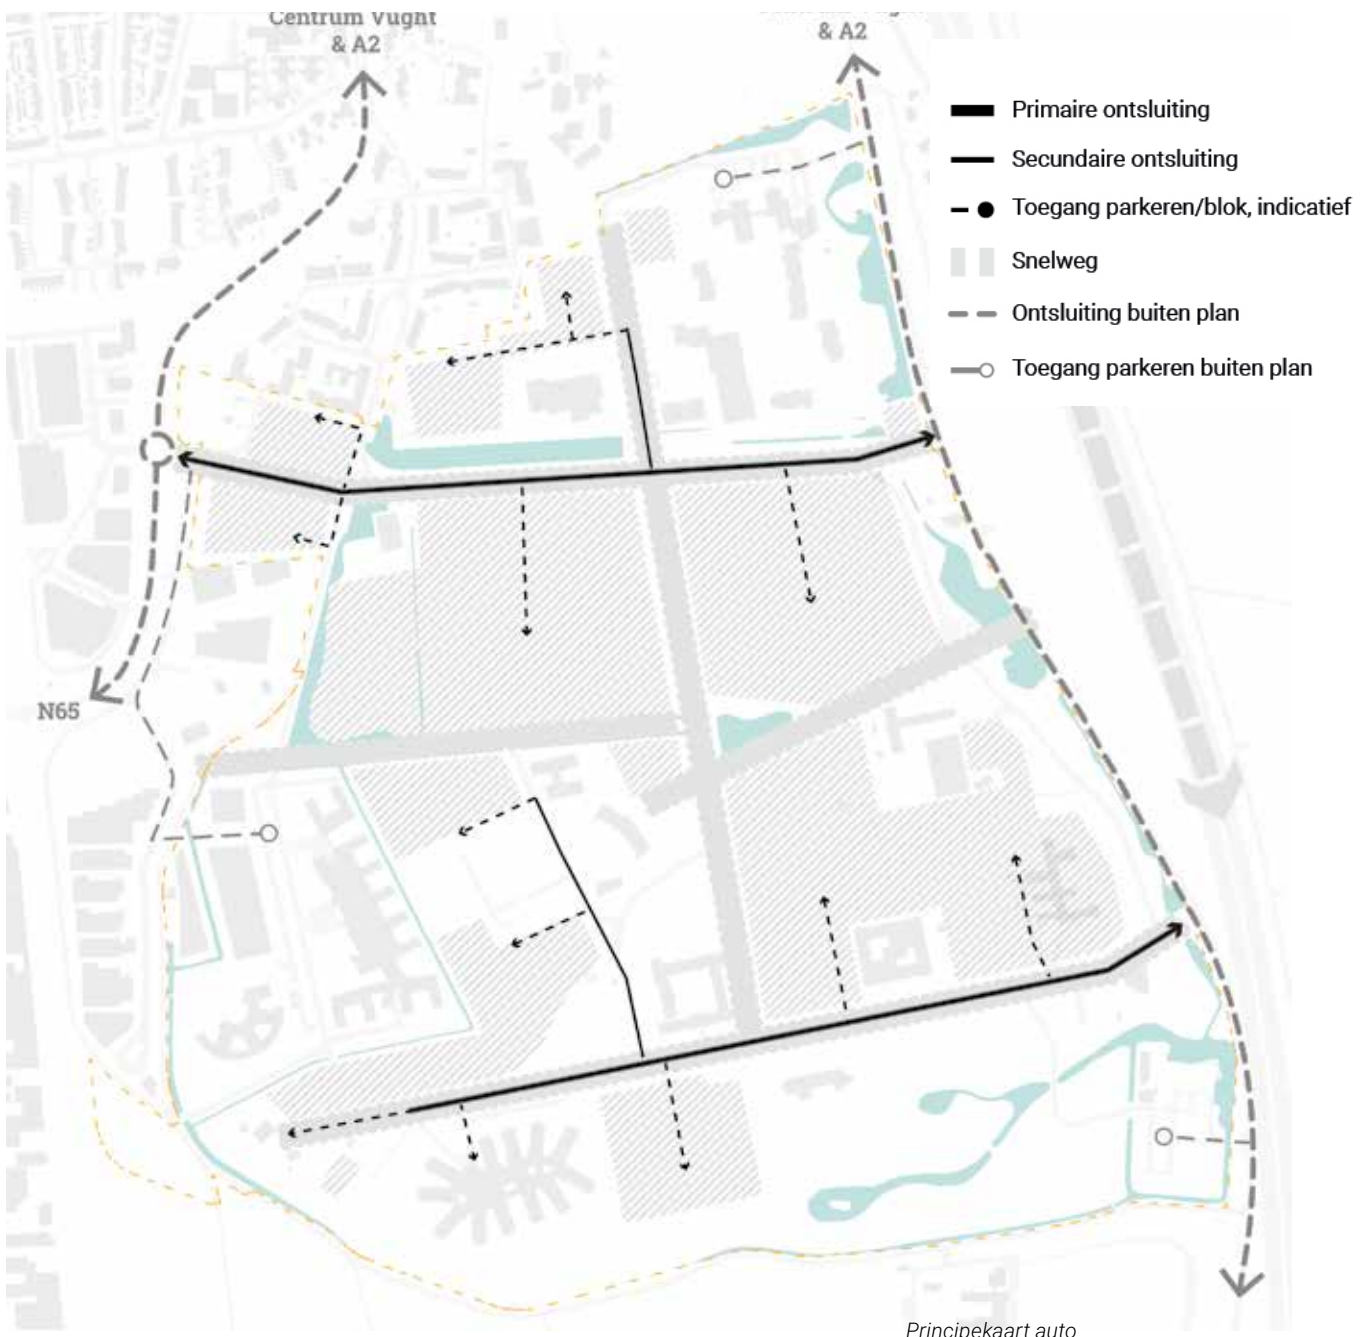 Centrum Vught
& A2
& A2
Primaire ontsluiting
Secundaire ontsluiting
Toegang parkeren/blok, indicatief
Snelweg
Ontsluiting buiten plan
Toegang parkeren buiten plan
N65
Principekaart auto